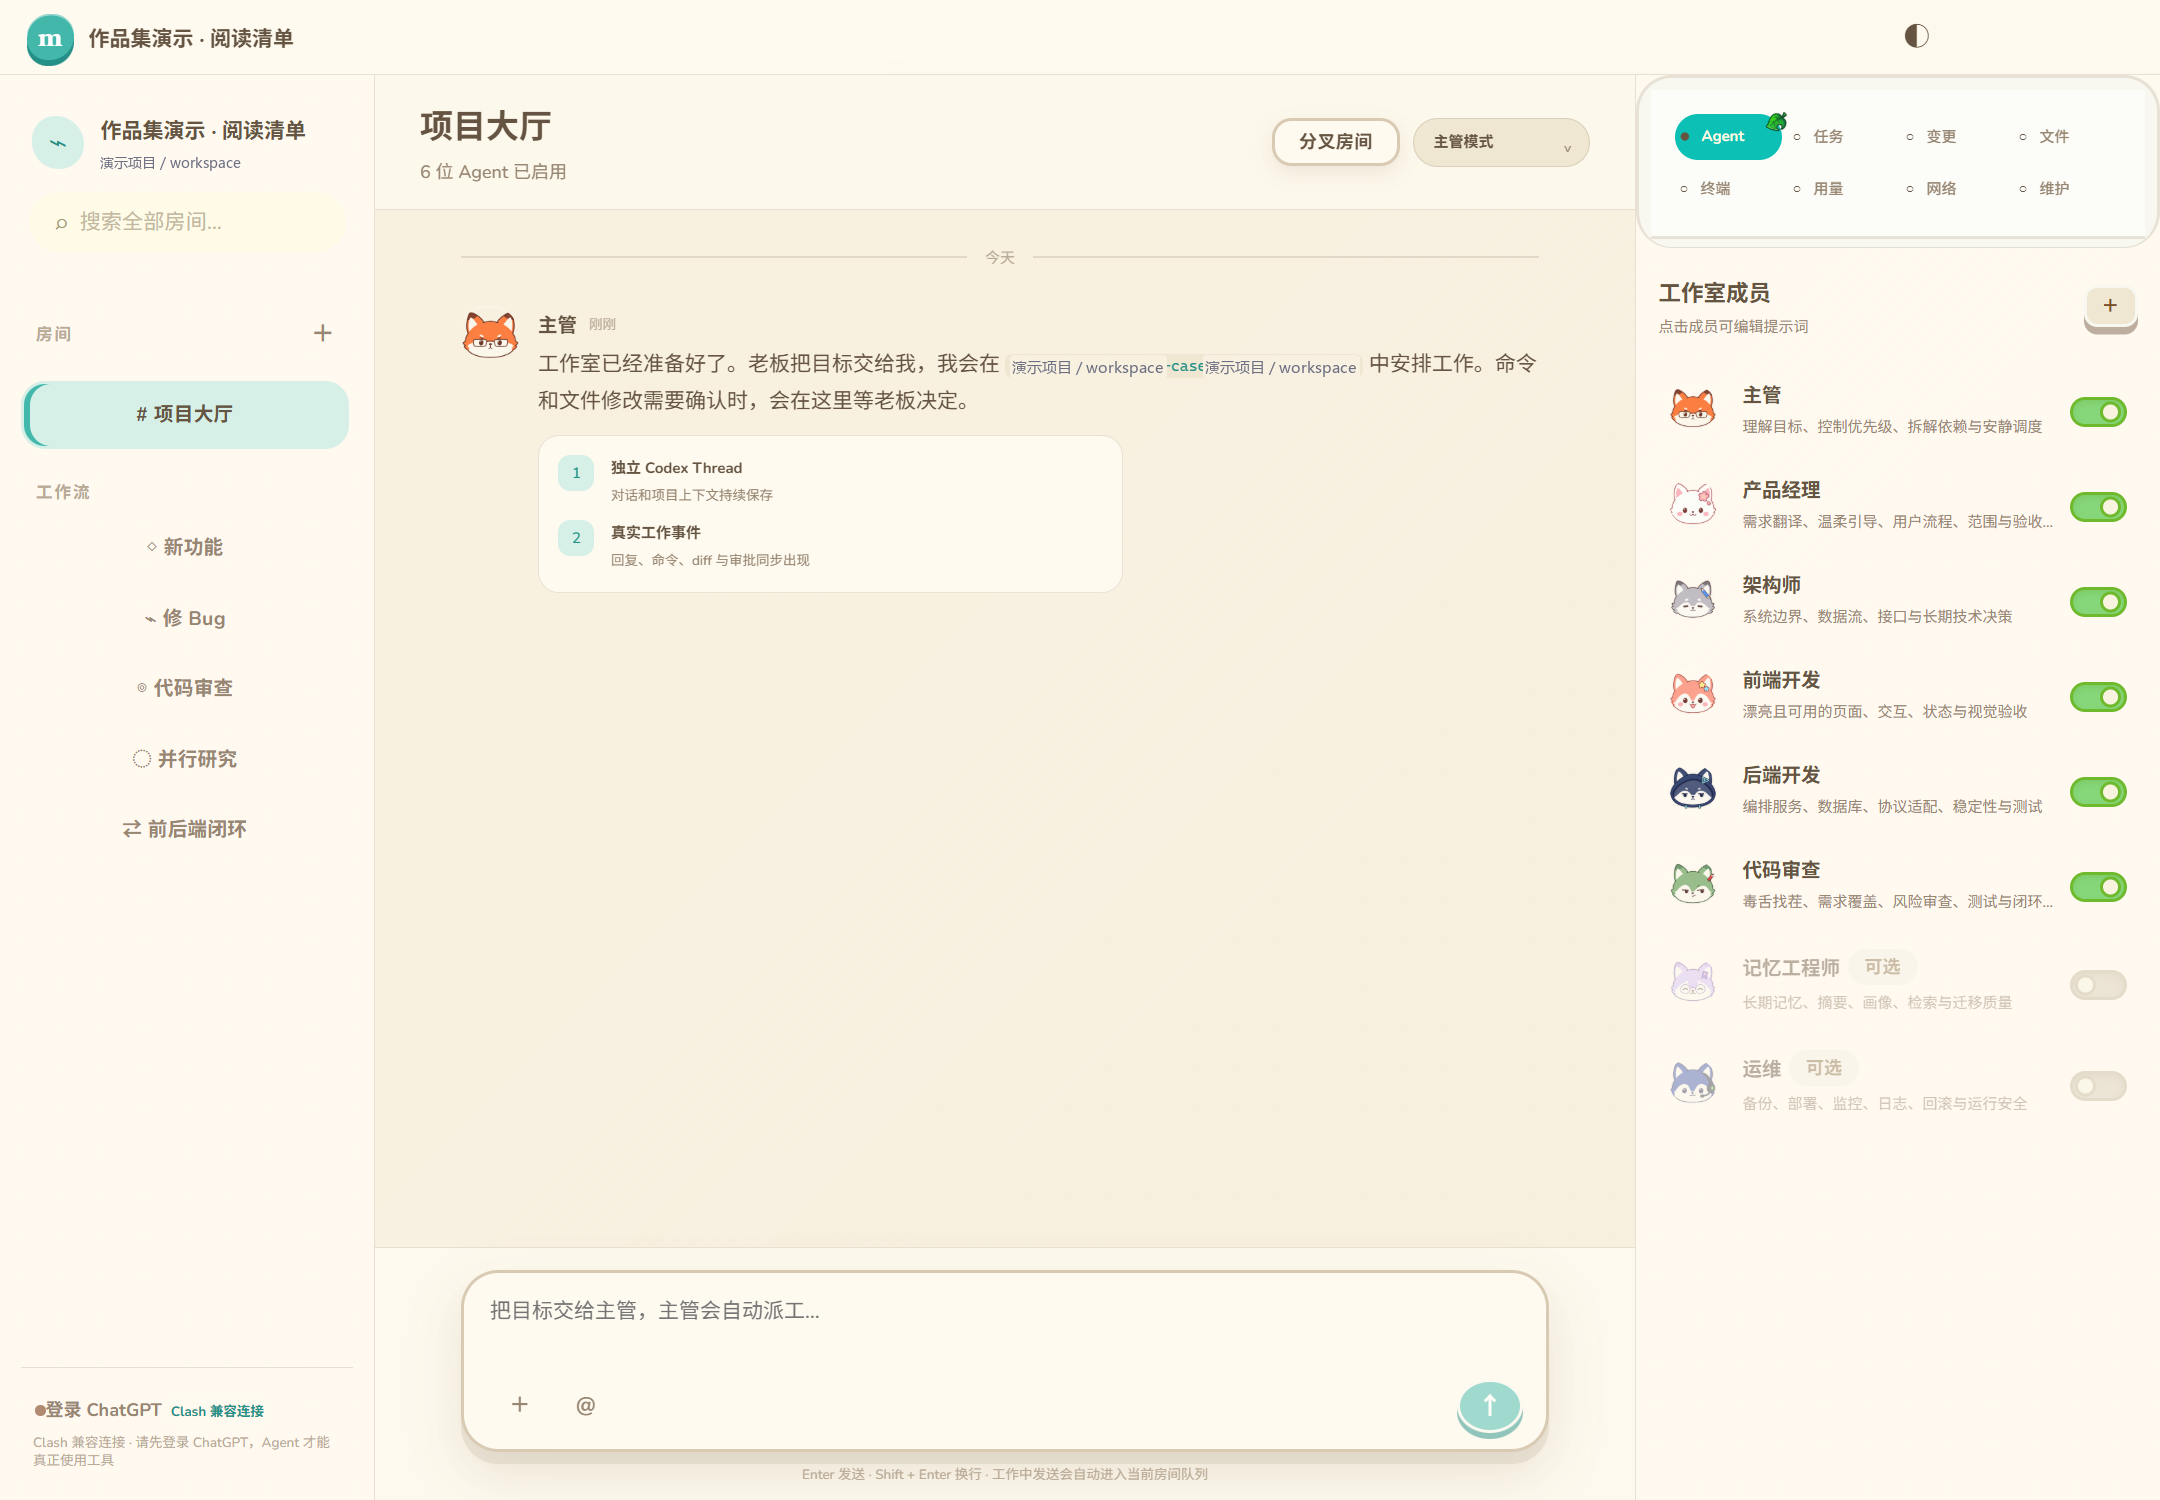 m 作品集演示 · 阅读清单
作品集演示 · 阅读清单
演示项目 / workspace
搜索全部房间...
房间 +
# 项目大厅
工作流
新功能
修 Bug
代码审查
并行研究
前后端闭环
登录 ChatGPT Clash 兼容连接
Clash 兼容连接 · 请先登录 ChatGPT，Agent 才能
真正使用工具
项目大厅
6 位 Agent 已启用
分叉房间
主管模式
今天
主管 刚刚
工作室已经准备好了。老板把目标交给我，我会在 演示项目 / workspace -case 演示项目 / workspace 中安排工作。命令
和文件修改需要确认时，会在这里等老板决定。
1 独立 Codex Thread
对话和项目上下文持续保存
2 真实工作事件
回复、命令、diff 与审批同步出现
把目标交给主管，主管会自动派工...
+ @ ↑
Enter 发送 · Shift + Enter 换行 · 工作中发送会自动进入当前房间队列
Agent 任务 变更 文件
终端 用量 网络 维护
工作室成员 +
点击成员可编辑提示词
主管
理解目标、控制优先级、拆解依赖与安静调度
产品经理
需求翻译、温柔引导、用户流程、范围与验收...
架构师
系统边界、数据流、接口与长期技术决策
前端开发
漂亮且可用的页面、交互、状态与视觉验收
后端开发
编排服务、数据库、协议适配、稳定性与测试
代码审查
毒舌找茬、需求覆盖、风险审查、测试与闭环...
记忆工程师 可选
长期记忆、摘要、画像、检索与迁移质量
运维 可选
备份、部署、监控、日志、回滚与运行安全